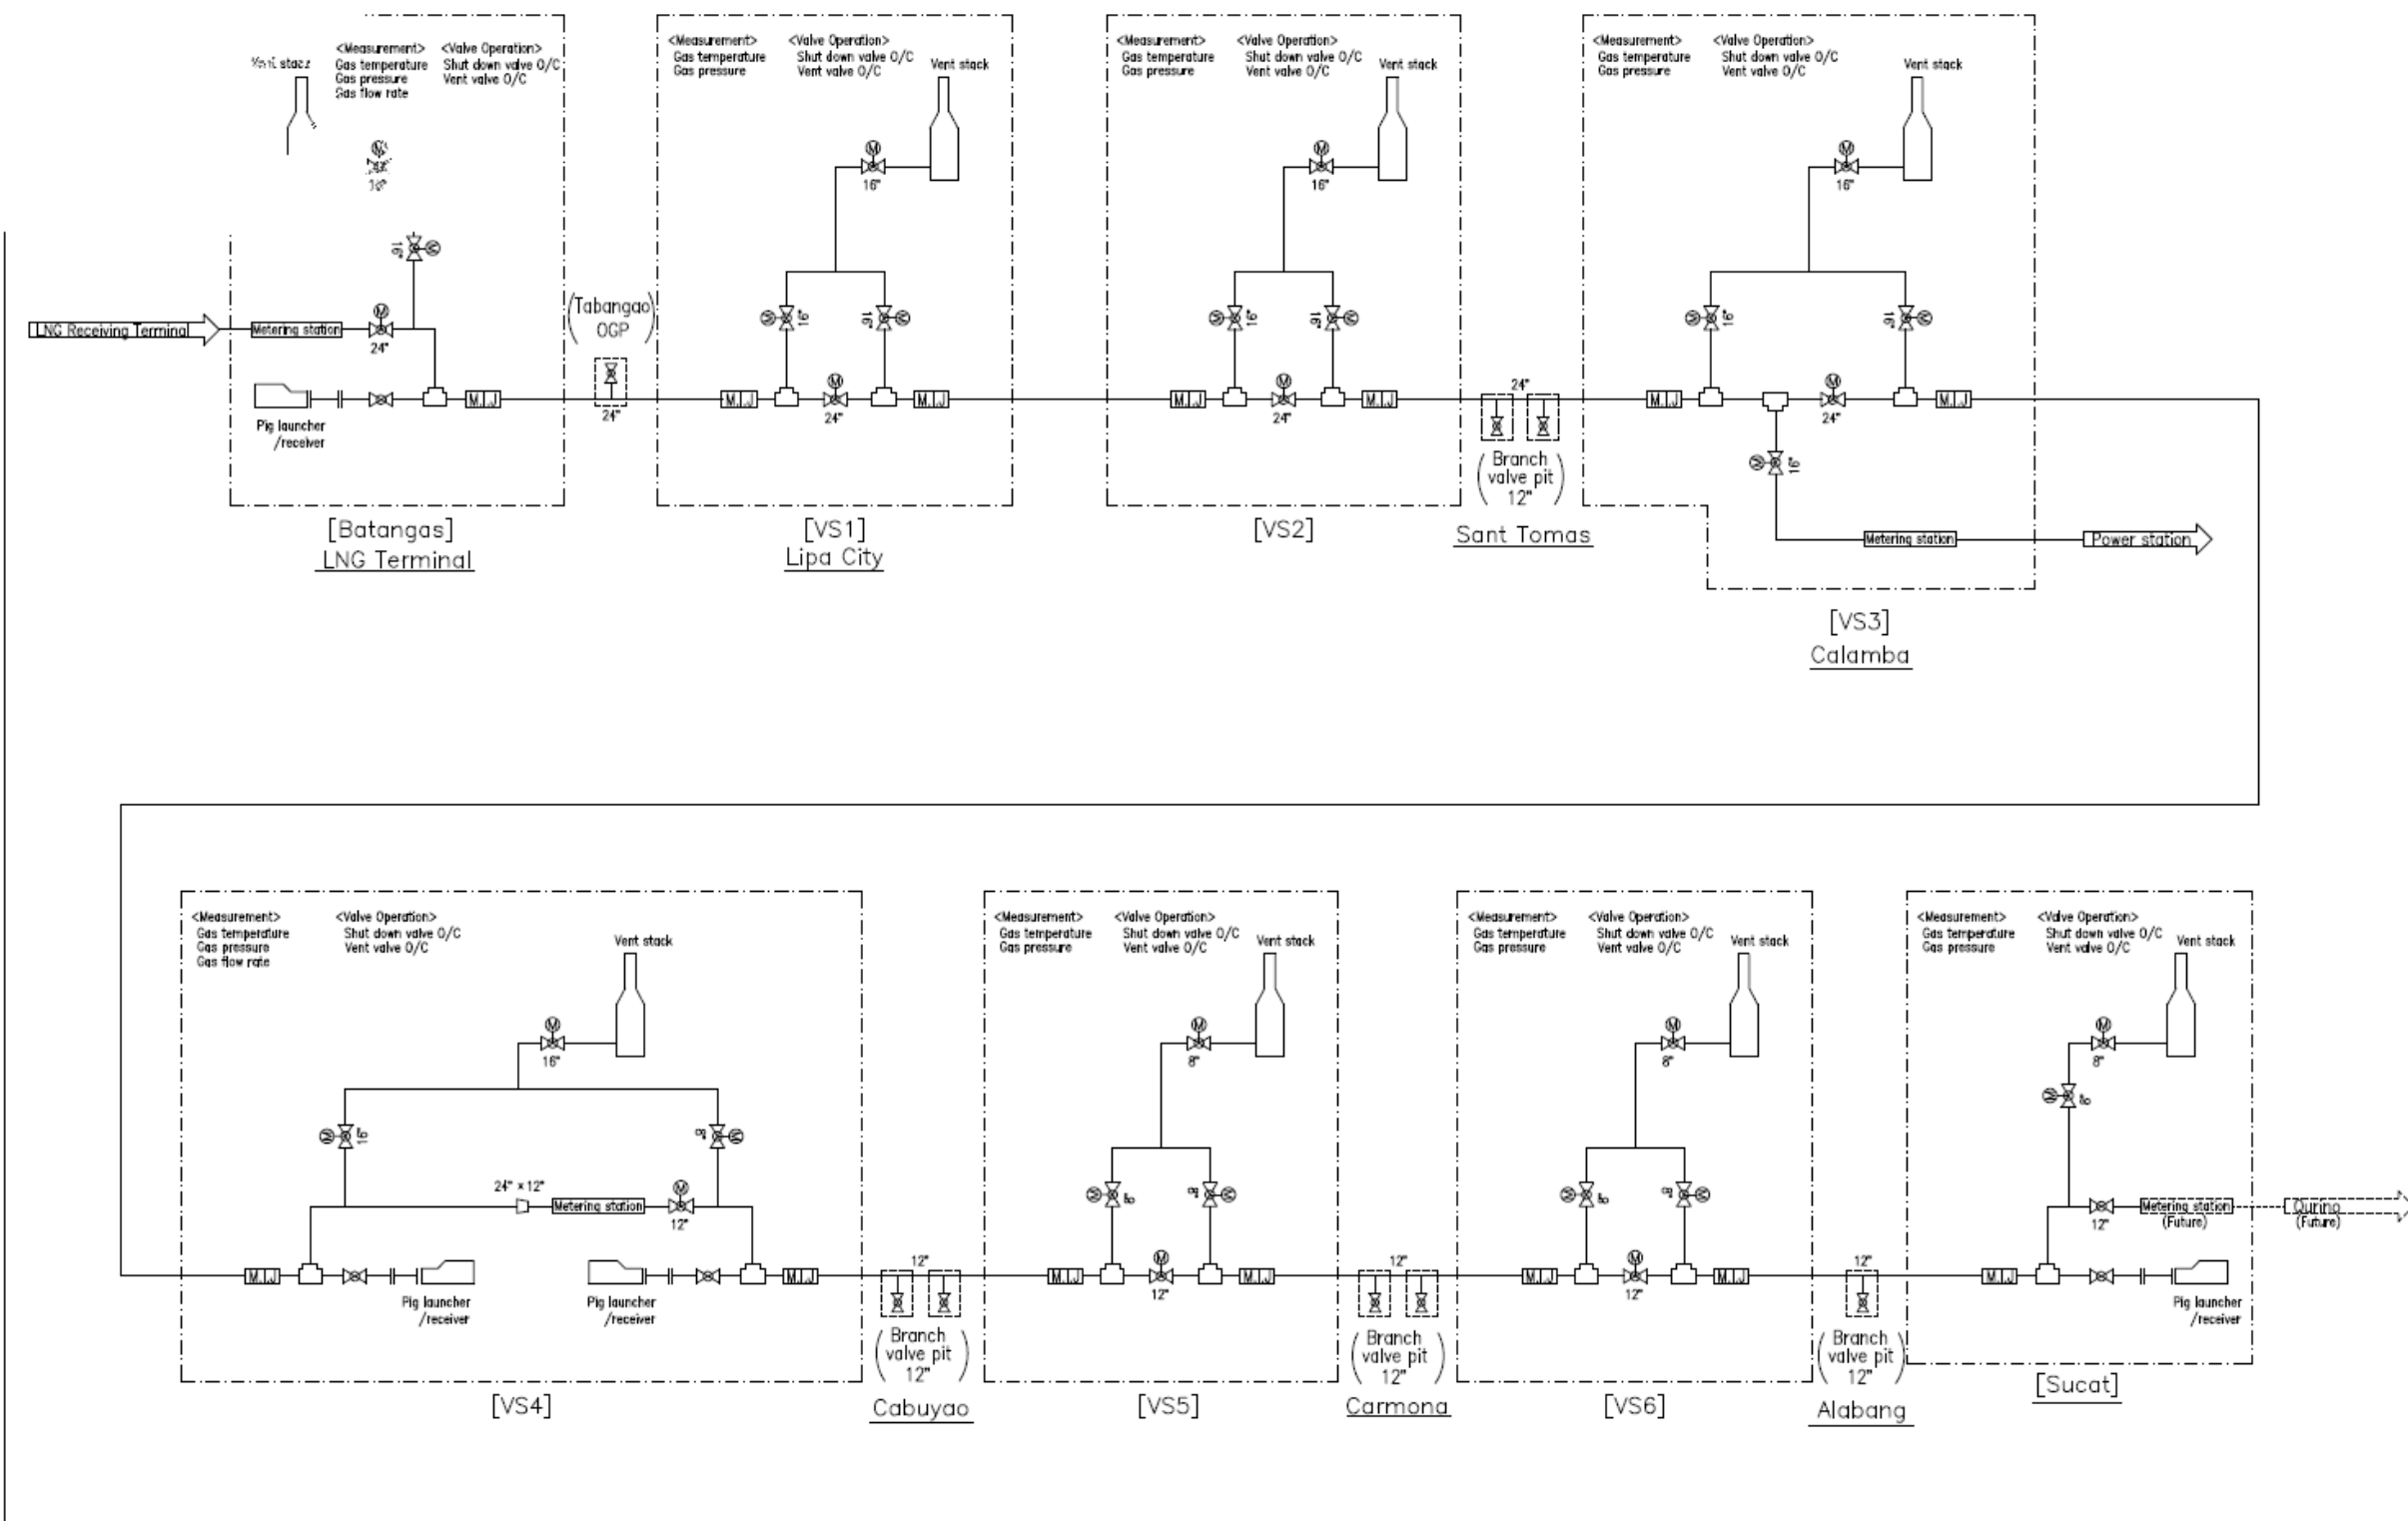 Vent stack
<Measurement>
Gas temperature
Gas pressure
Gas flow rate
<Valve Operation>
Shut down valve O/C
Vent valve O/C
M
16"
16"
M
LNG Receiving Terminal
Metering station
M
24"
Pig launcher
/receiver
M.I.J
[Batangas]
LNG Terminal
(Tabangao)
OGP
24"
<Measurement>
Gas temperature
Gas pressure
<Valve Operation>
Shut down valve O/C
Vent valve O/C
Vent stack
M
16"
M
16"
16"
M
M.I.J
M
24"
M.I.J
[VS1]
Lipa City
<Measurement>
Gas temperature
Gas pressure
<Valve Operation>
Shut down valve O/C
Vent valve O/C
Vent stack
M
16"
M
16"
16"
M
M.I.J
M
24"
M.I.J
[VS2]
24"
(Branch
valve pit
12")
Sant Tomas
<Measurement>
Gas temperature
Gas pressure
<Valve Operation>
Shut down valve O/C
Vent valve O/C
Vent stack
M
16"
M
16"
16"
M
M.I.J
M
24"
M.I.J
M
16"
Metering station
Power station
[VS3]
Calamba
<Measurement>
Gas temperature
Gas pressure
Gas flow rate
<Valve Operation>
Shut down valve O/C
Vent valve O/C
Vent stack
M
16"
M
16"
8"
M
24" × 12"
Metering station
M
12"
M.I.J
Pig launcher
/receiver
Pig launcher
/receiver
M.I.J
[VS4]
12"
(Branch
valve pit
12")
Cabuyao
<Measurement>
Gas temperature
Gas pressure
<Valve Operation>
Shut down valve O/C
Vent valve O/C
Vent stack
M
8"
M
8"
8"
M
M.I.J
M
12"
M.I.J
[VS5]
12"
(Branch
valve pit
12")
Carmona
<Measurement>
Gas temperature
Gas pressure
<Valve Operation>
Shut down valve O/C
Vent valve O/C
Vent stack
M
8"
M
8"
8"
M
M.I.J
M
12"
M.I.J
[VS6]
12"
(Branch
valve pit
12")
Alabang
<Measurement>
Gas temperature
Gas pressure
<Valve Operation>
Shut down valve O/C
Vent valve O/C
Vent stack
M
8"
M
8"
12"
Metering station
(Future)
Qurino
(Future)
M.I.J
Pig launcher
/receiver
[Sucat]